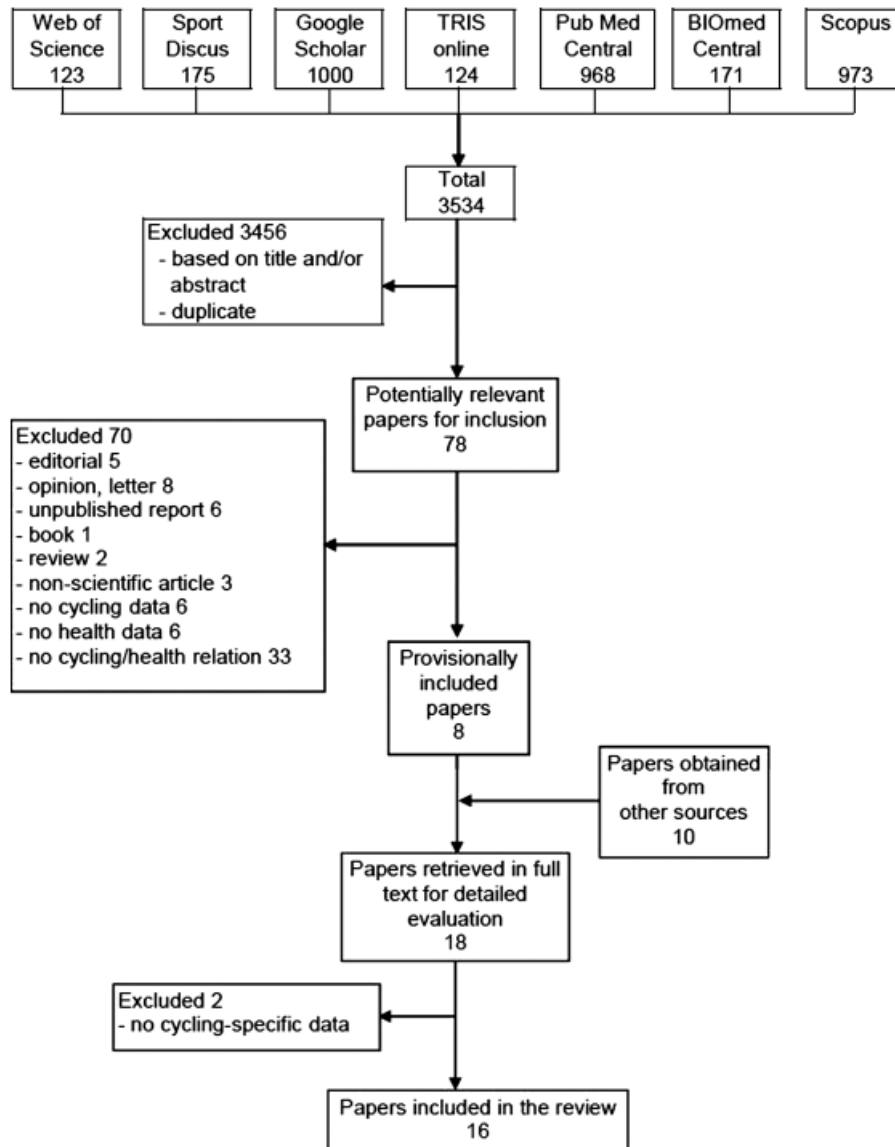 Web of
Science
123
Sport
Discus
175
Google
Scholar
1000
TRIS
online
124
Pub Med
Central
968
BIOmed
Central
171
Scopus
973
Total
3534
Excluded 3456
- based on title and/or
abstract
- duplicate
Potentially relevant
papers for inclusion
78
Excluded 70
- editorial 5
- opinion, letter 8
- unpublished report 6
- book 1
- review 2
- non-scientific article 3
- no cycling data 6
- no health data 6
- no cycling/health relation 33
Provisionally
included
papers
8
Papers obtained
from
other sources
10
Papers retrieved in full
text for detailed
evaluation
18
Excluded 2
- no cycling-specific data
Papers included in the review
16